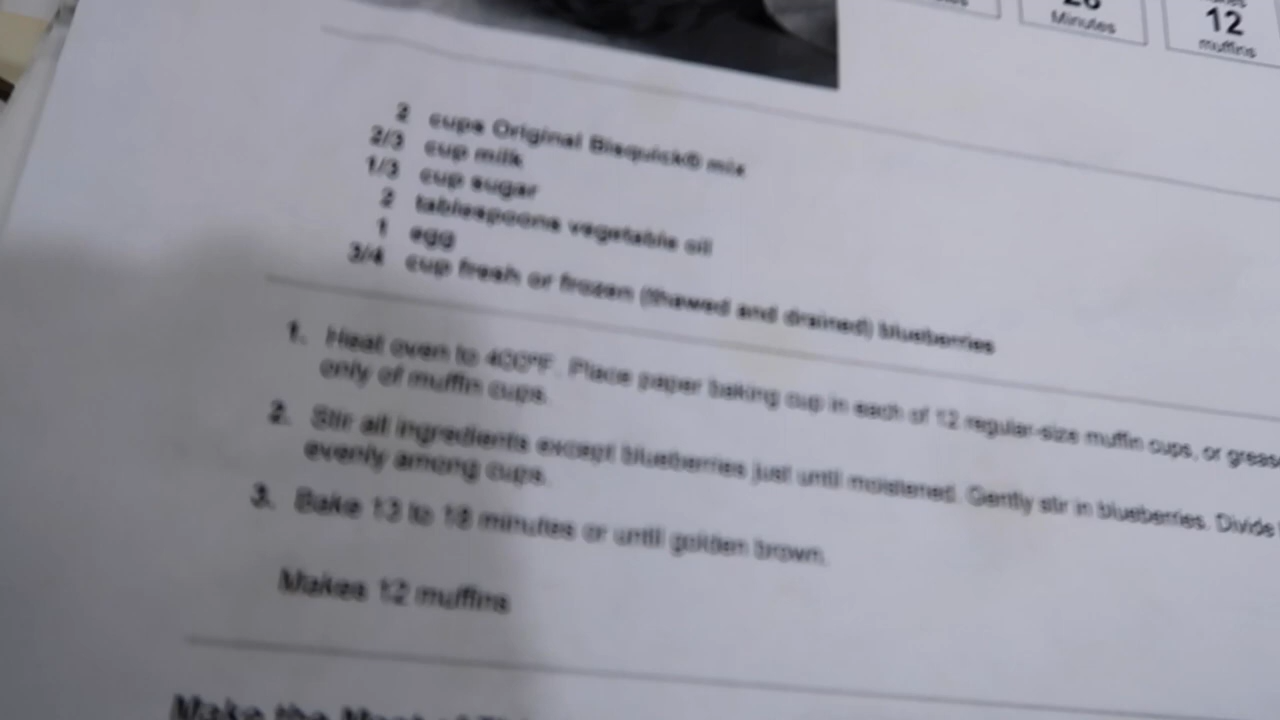 Minutes
12
muffins
2 cups Original Bisquick® mix
2/3 cup milk
1/3 cup sugar
2 tablespoons vegetable oil
1 egg
3/4 cup fresh or frozen (thawed and drained) blueberries
1. Heat oven to 400°F. Place paper baking cup in each of 12 regular-size muffin cups, or grease
only of muffin cups.
2. Stir all ingredients except blueberries just until moistened. Gently stir in blueberries. Divide
evenly among cups.
3. Bake 13 to 18 minutes or until golden brown.
Makes 12 muffins
Make the Most of